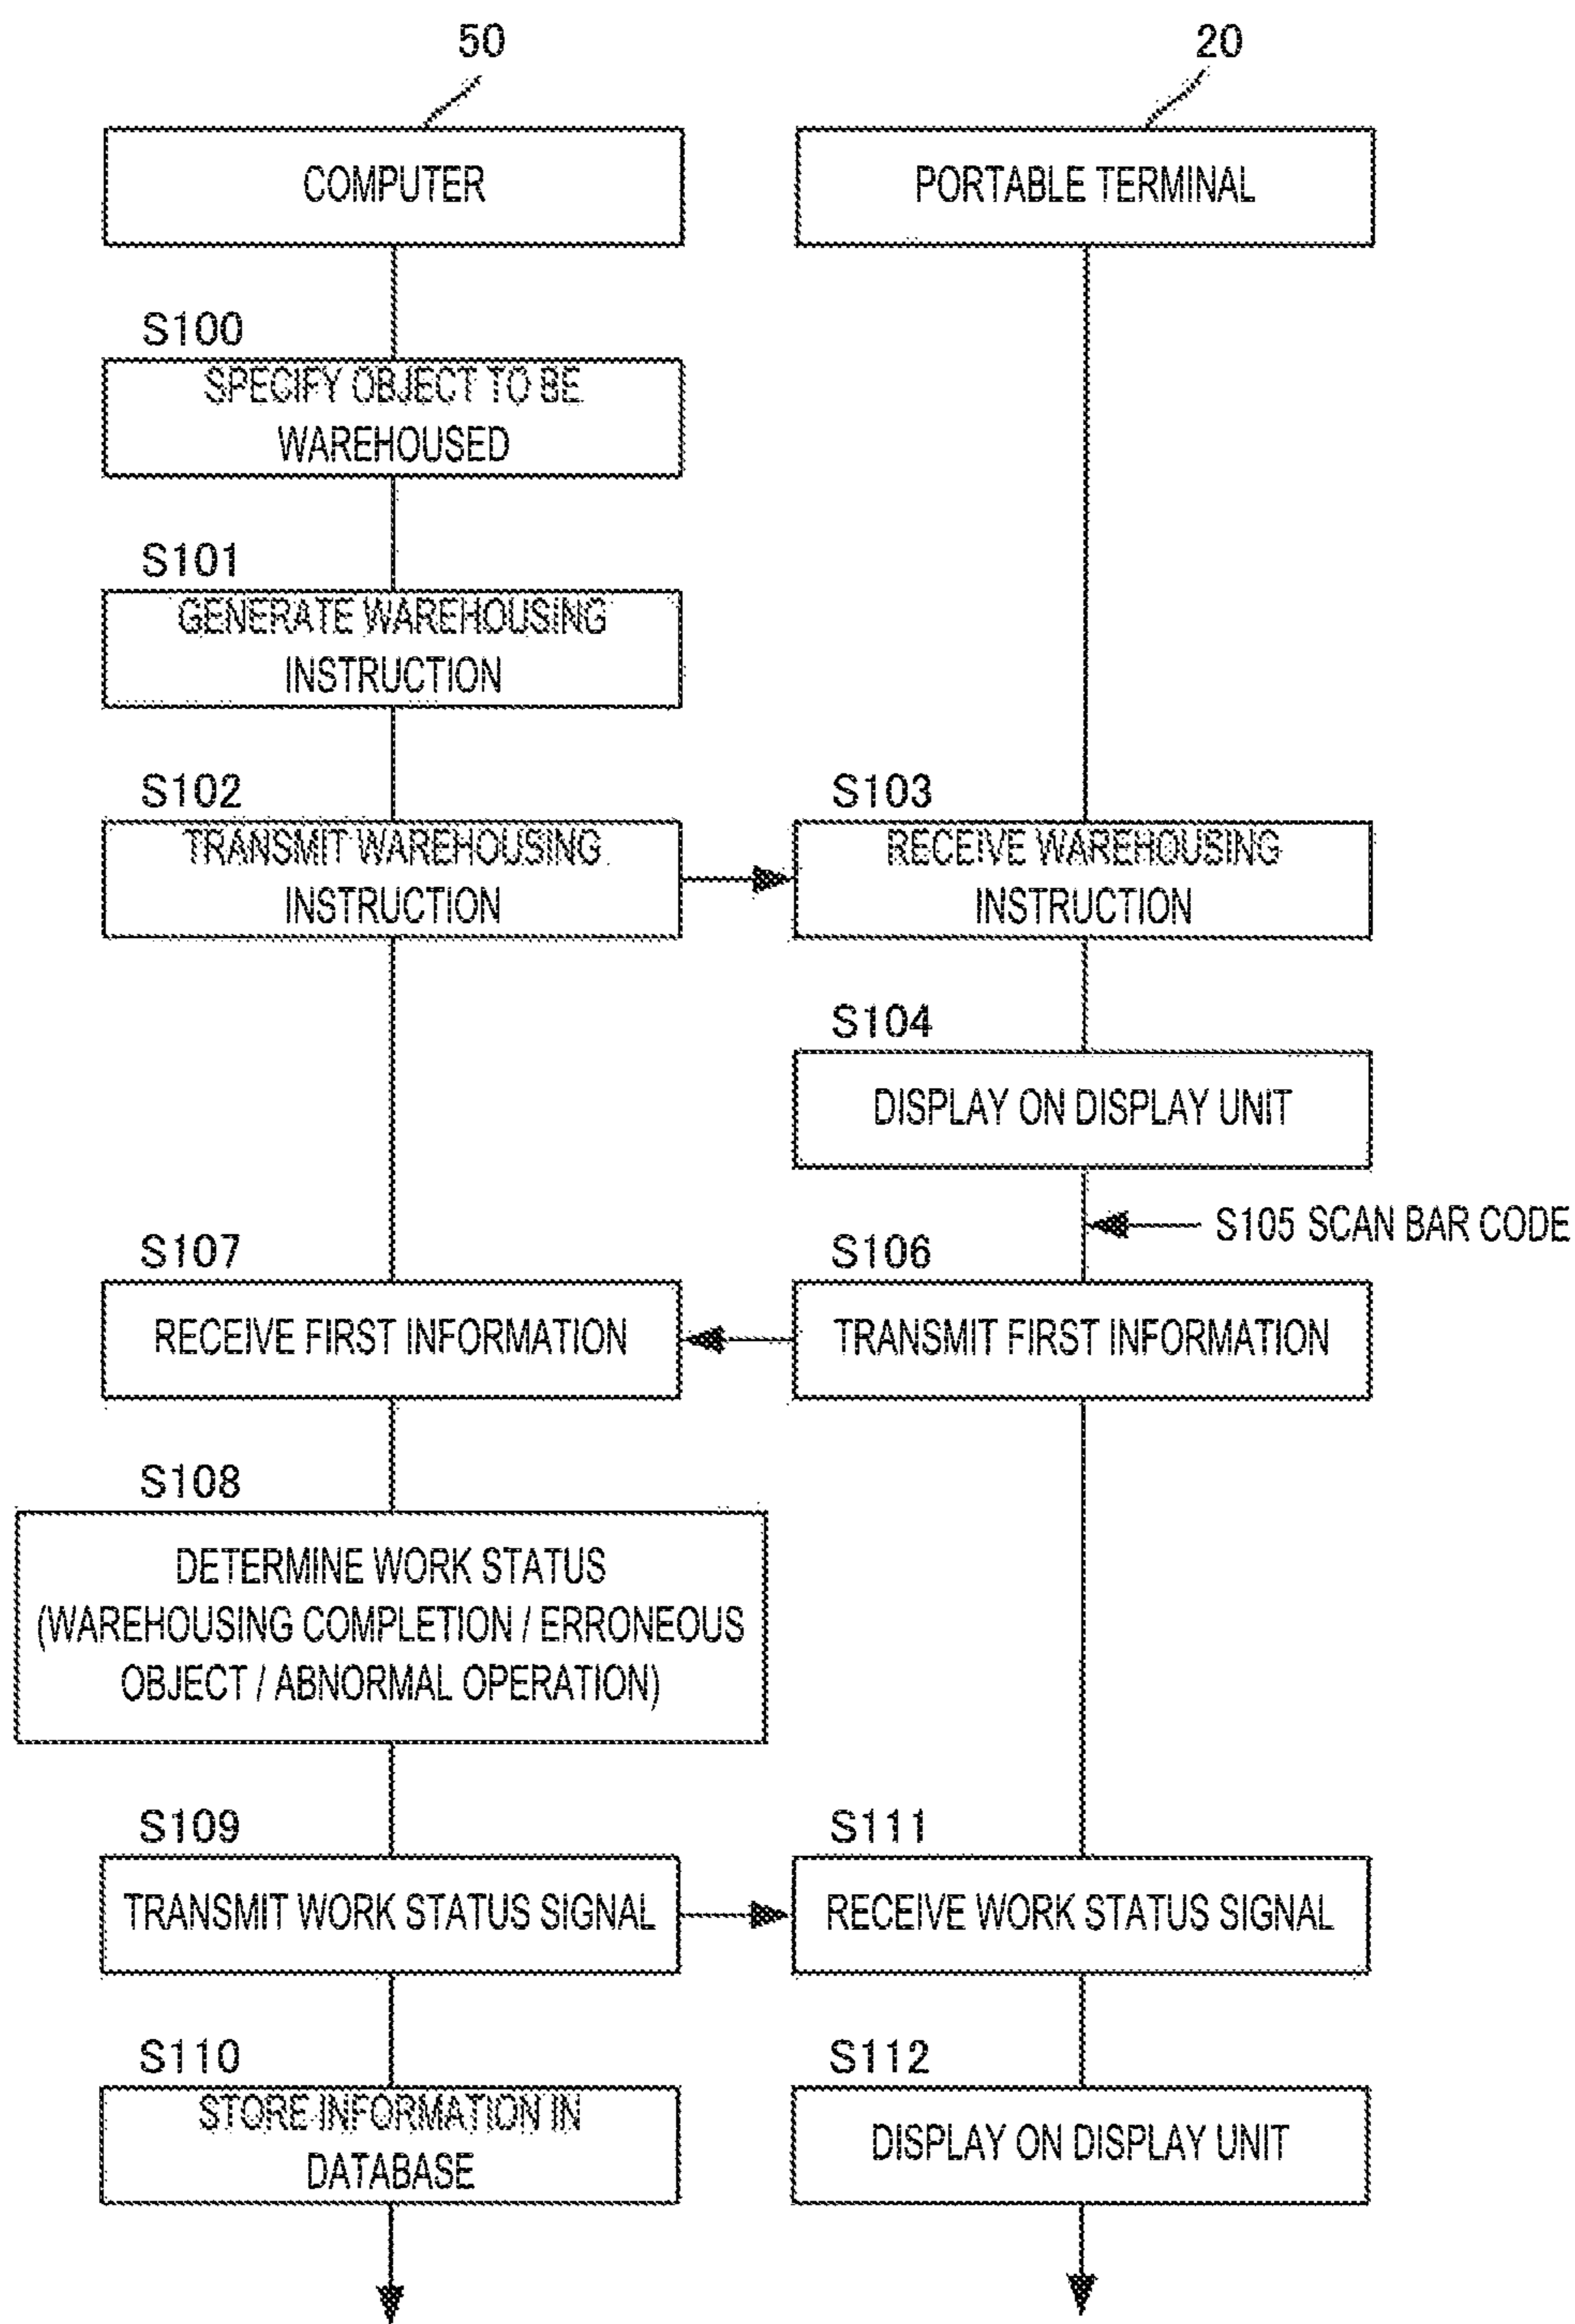 50
20
COMPUTER
PORTABLE TERMINAL
S100
SPECIFY OBJECT TO BE
WAREHOUSED
S101
GENERATE WAREHOUSING
INSTRUCTION
S102
TRANSMIT WAREHOUSING
INSTRUCTION
S103
RECEIVE WAREHOUSING
INSTRUCTION
S104
DISPLAY ON DISPLAY UNIT
S105 SCAN BAR CODE
S107
RECEIVE FIRST INFORMATION
S106
TRANSMIT FIRST INFORMATION
S108
DETERMINE WORK STATUS
(WAREHOUSING COMPLETION / ERRONEOUS
OBJECT / ABNORMAL OPERATION)
S109
TRANSMIT WORK STATUS SIGNAL
S111
RECEIVE WORK STATUS SIGNAL
S110
STORE INFORMATION IN
DATABASE
S112
DISPLAY ON DISPLAY UNIT